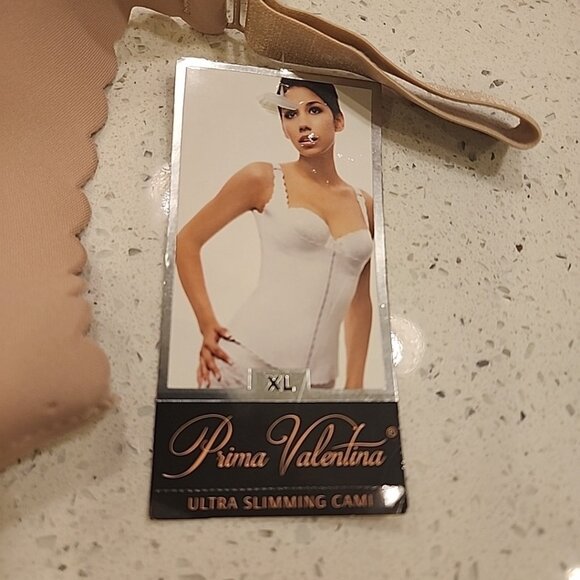 XL
Prima Valentina®
ULTRA SLIMMING CAMI